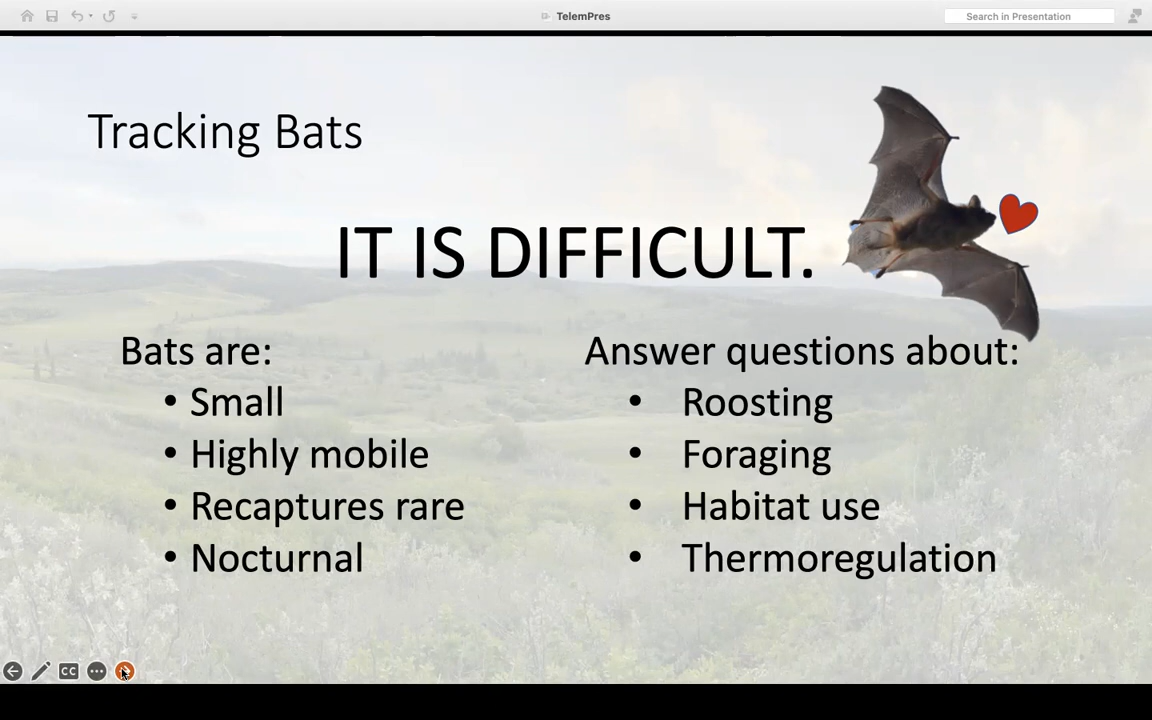 TelemPres
Search in Presentation
Tracking Bats
IT IS DIFFICULT.
Bats are:
• Small
• Highly mobile
• Recaptures rare
• Nocturnal
Answer questions about:
• Roosting
• Foraging
• Habitat use
• Thermoregulation
CC